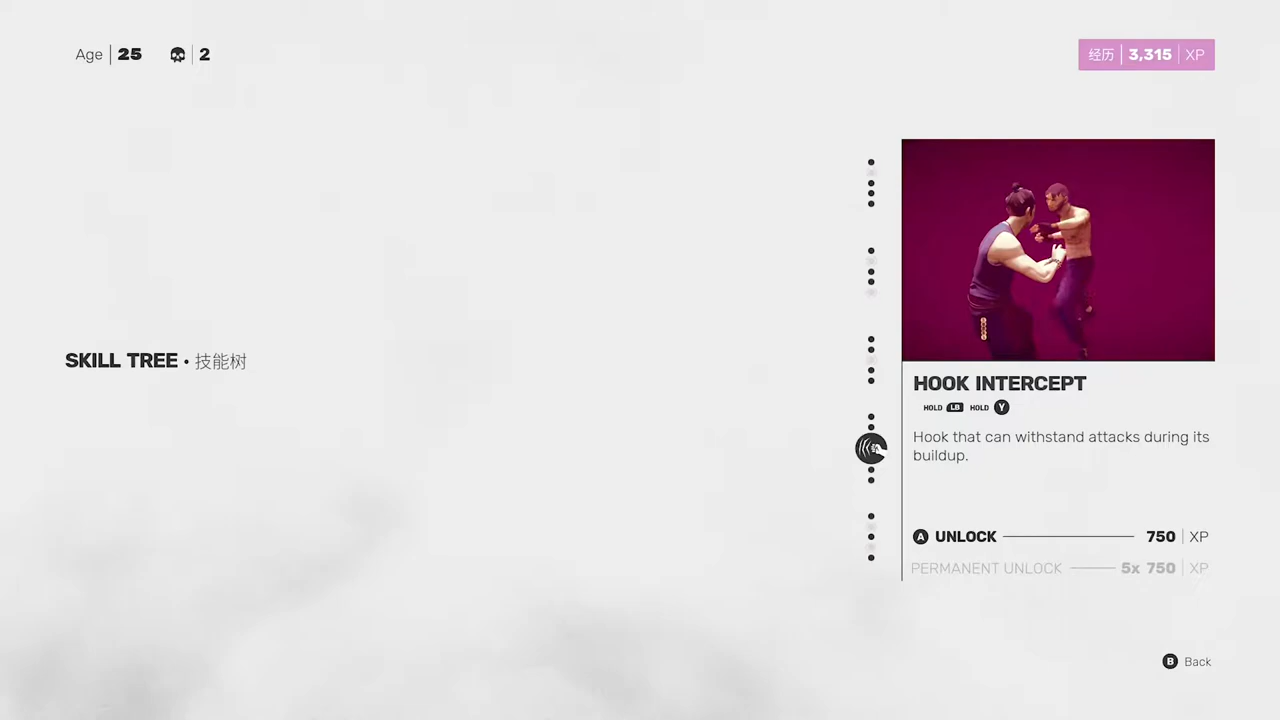 Age 25 2
经历 3,315 XP
SKILL TREE • 技能树
HOOK INTERCEPT
HOLD LB HOLD Y
Hook that can withstand attacks during its
buildup.
A UNLOCK 750 XP
PERMANENT UNLOCK 5x 750 XP
B Back